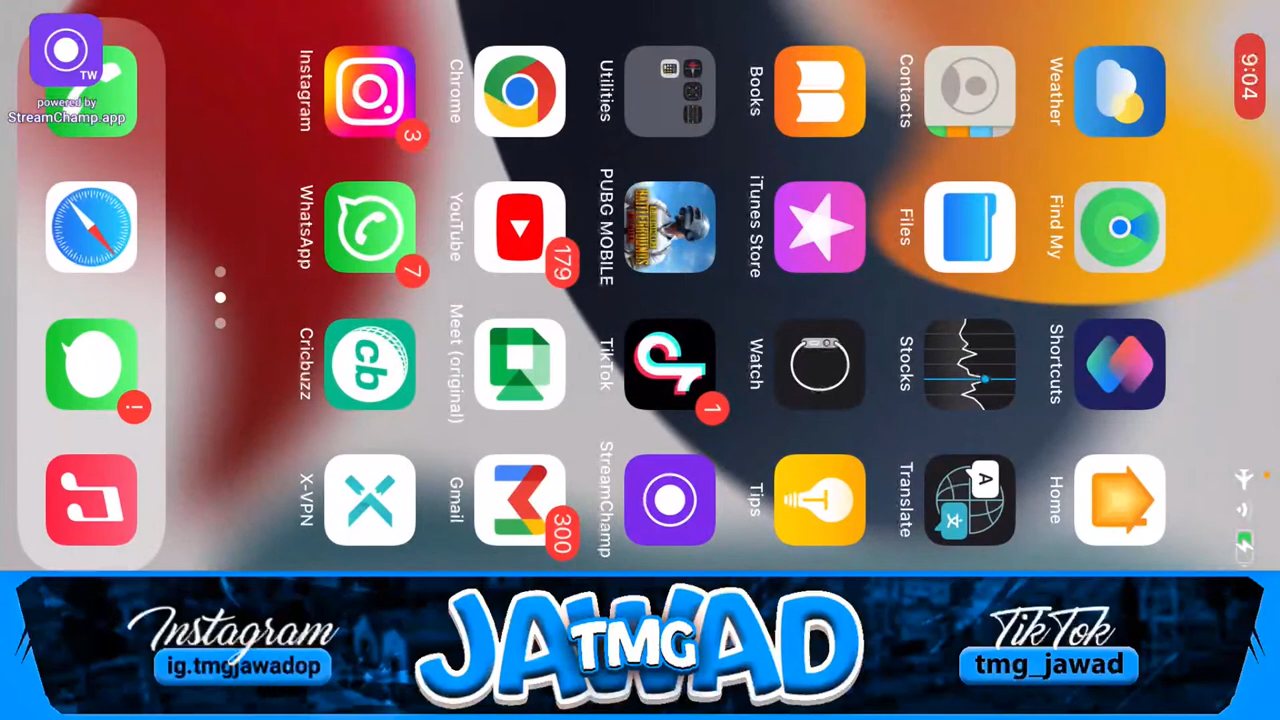 9:04
Weather
Find My
Shortcuts
Home
Contacts
Files
Stocks
Translate
A
文
Books
iTunes Store
Watch
Tips
Utilities
PUBG MOBILE
TikTok
1
StreamChamp
Chrome
YouTube
179
Meet (original)
Gmail
300
Instagram
3
WhatsApp
7
Cricbuzz
cb
X-VPN
!
TW
powered by
StreamChamp.app
Instagram
ig.tmgjawadop
JAWAD
TMG
TikTok
tmg_jawad